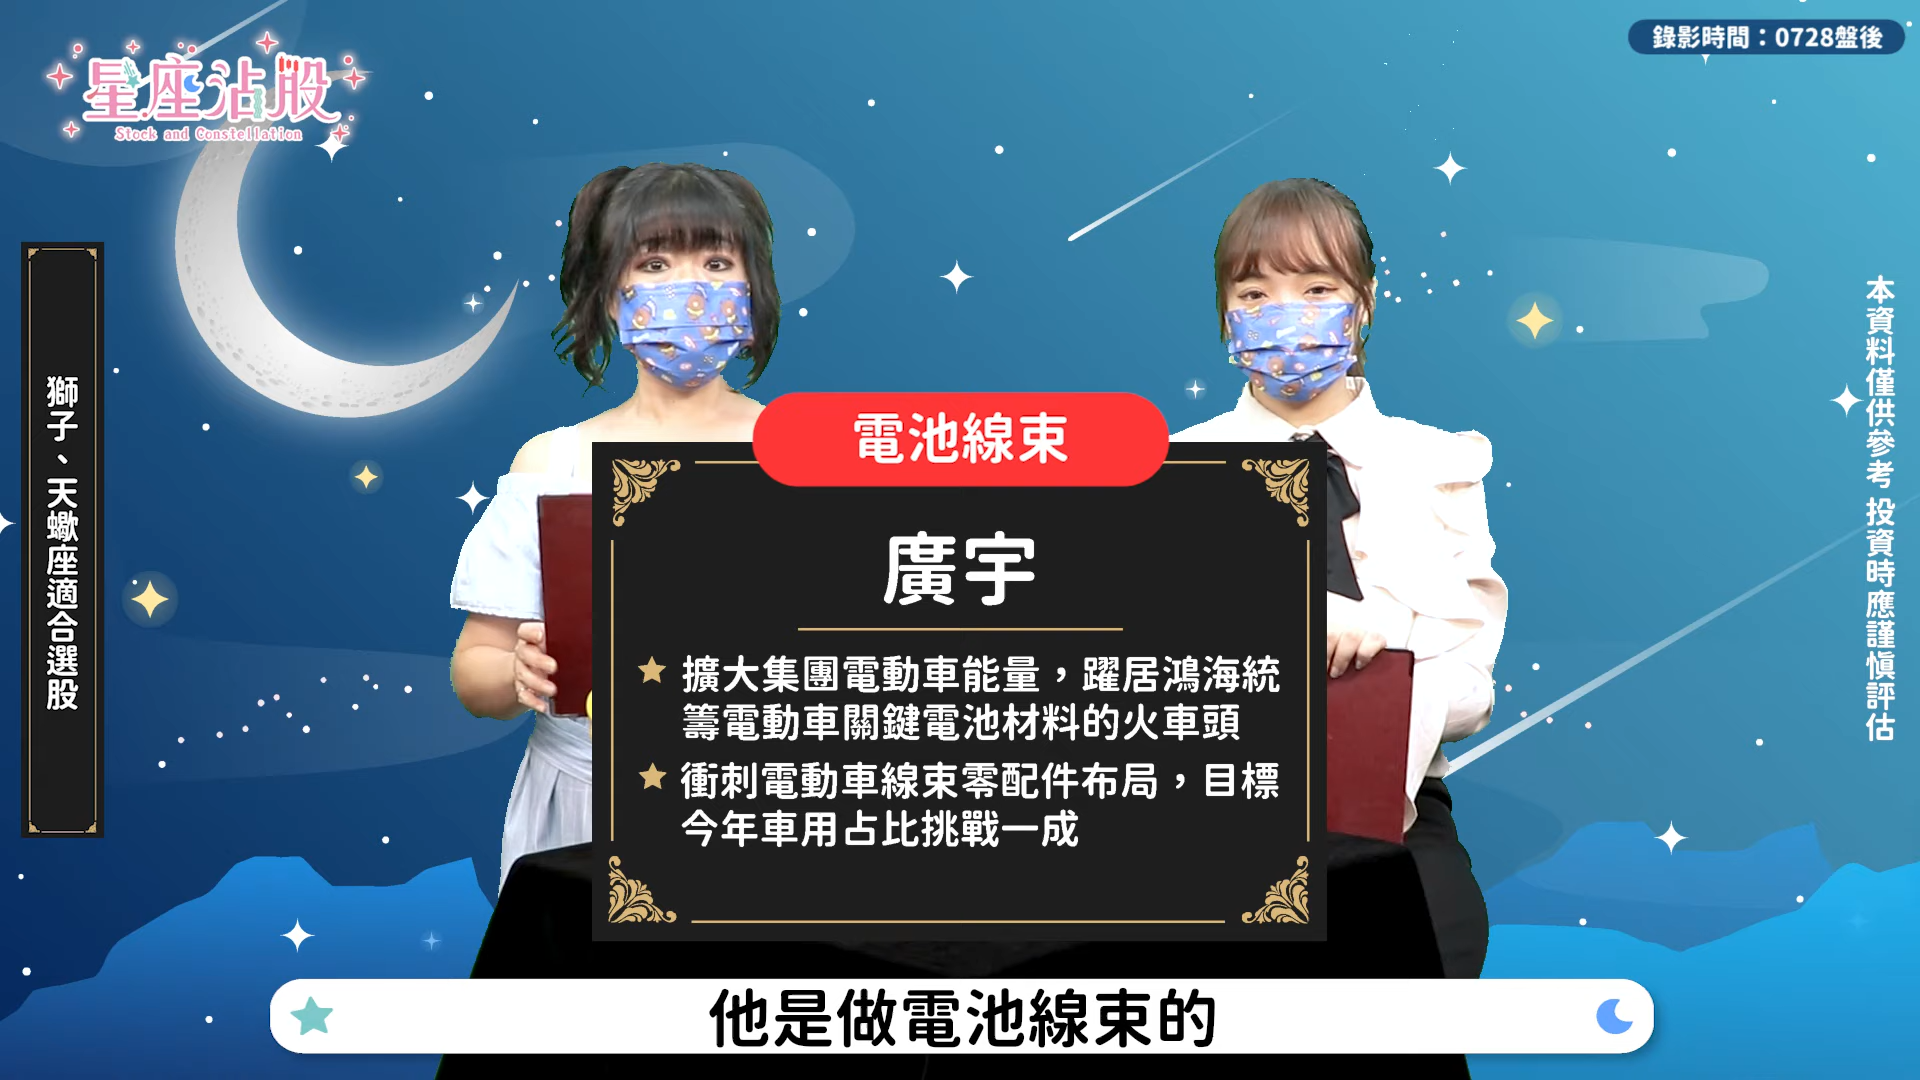 星座沾股
Stock and Constellation
錄影時間：0728盤後
獅子、天蠍座適合選股
本資料僅供參考 投資時應謹慎評估
電池線束
廣宇
擴大集團電動車能量，躍居鴻海統
籌電動車關鍵電池材料的火車頭
衝刺電動車線束零配件布局，目標
今年車用占比挑戰一成
他是做電池線束的